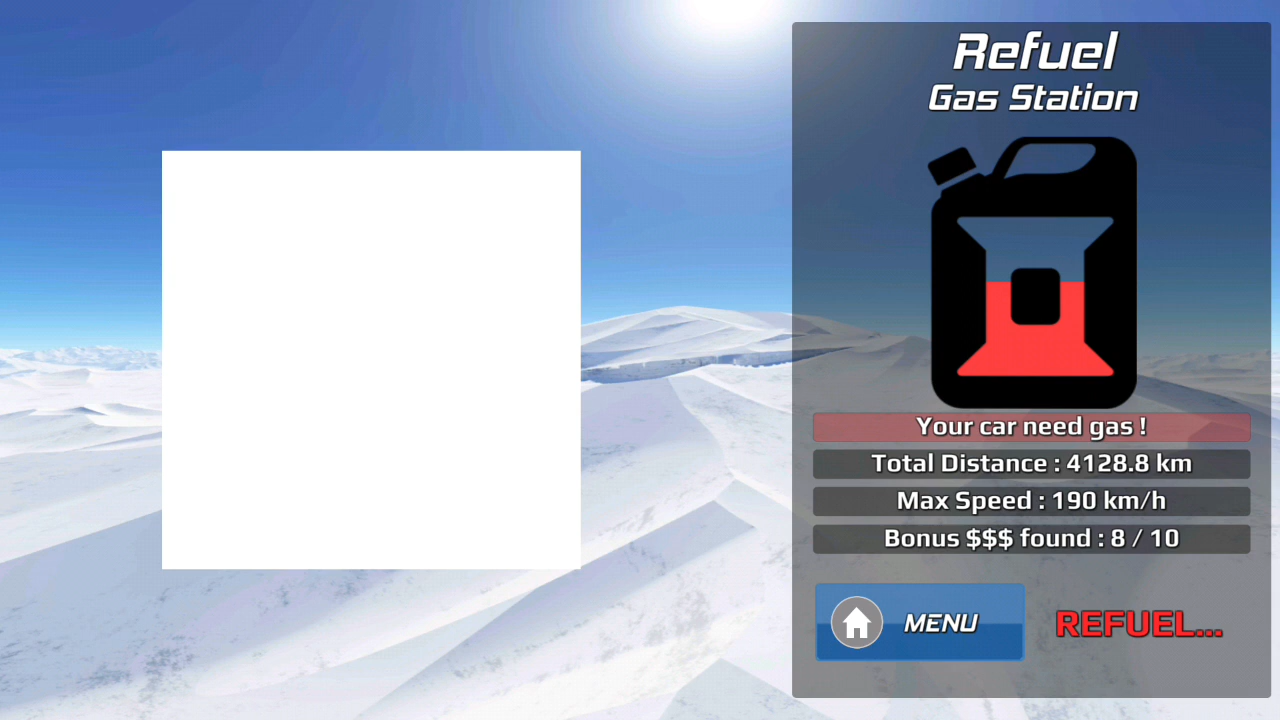 Refuel
Gas Station
Your car need gas !
Total Distance : 4128.8 km
Max Speed : 190 km/h
Bonus $$$ found : 8 / 10
MENU
REFUEL...